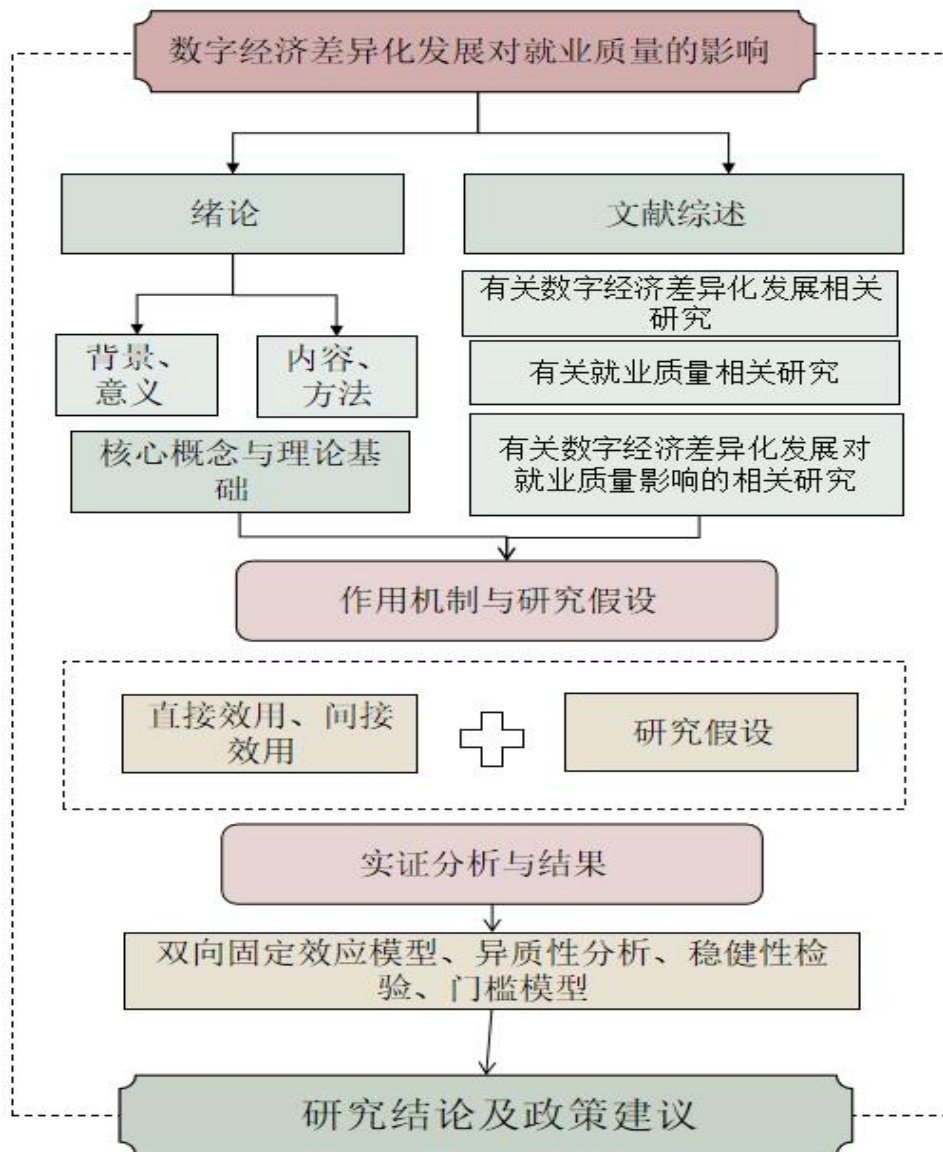 数字经济差异化发展对就业质量的影响
绪论
文献综述
背景、
意义
内容、
方法
有关数字经济差异化发展相关
研究
有关就业质量相关研究
核心概念与理论基
础
有关数字经济差异化发展对
就业质量影响的相关研究
作用机制与研究假设
直接效用、间接
效用
研究假设
实证分析与结果
双向固定效应模型、异质性分析、稳健性检
验、门槛模型
研究结论及政策建议